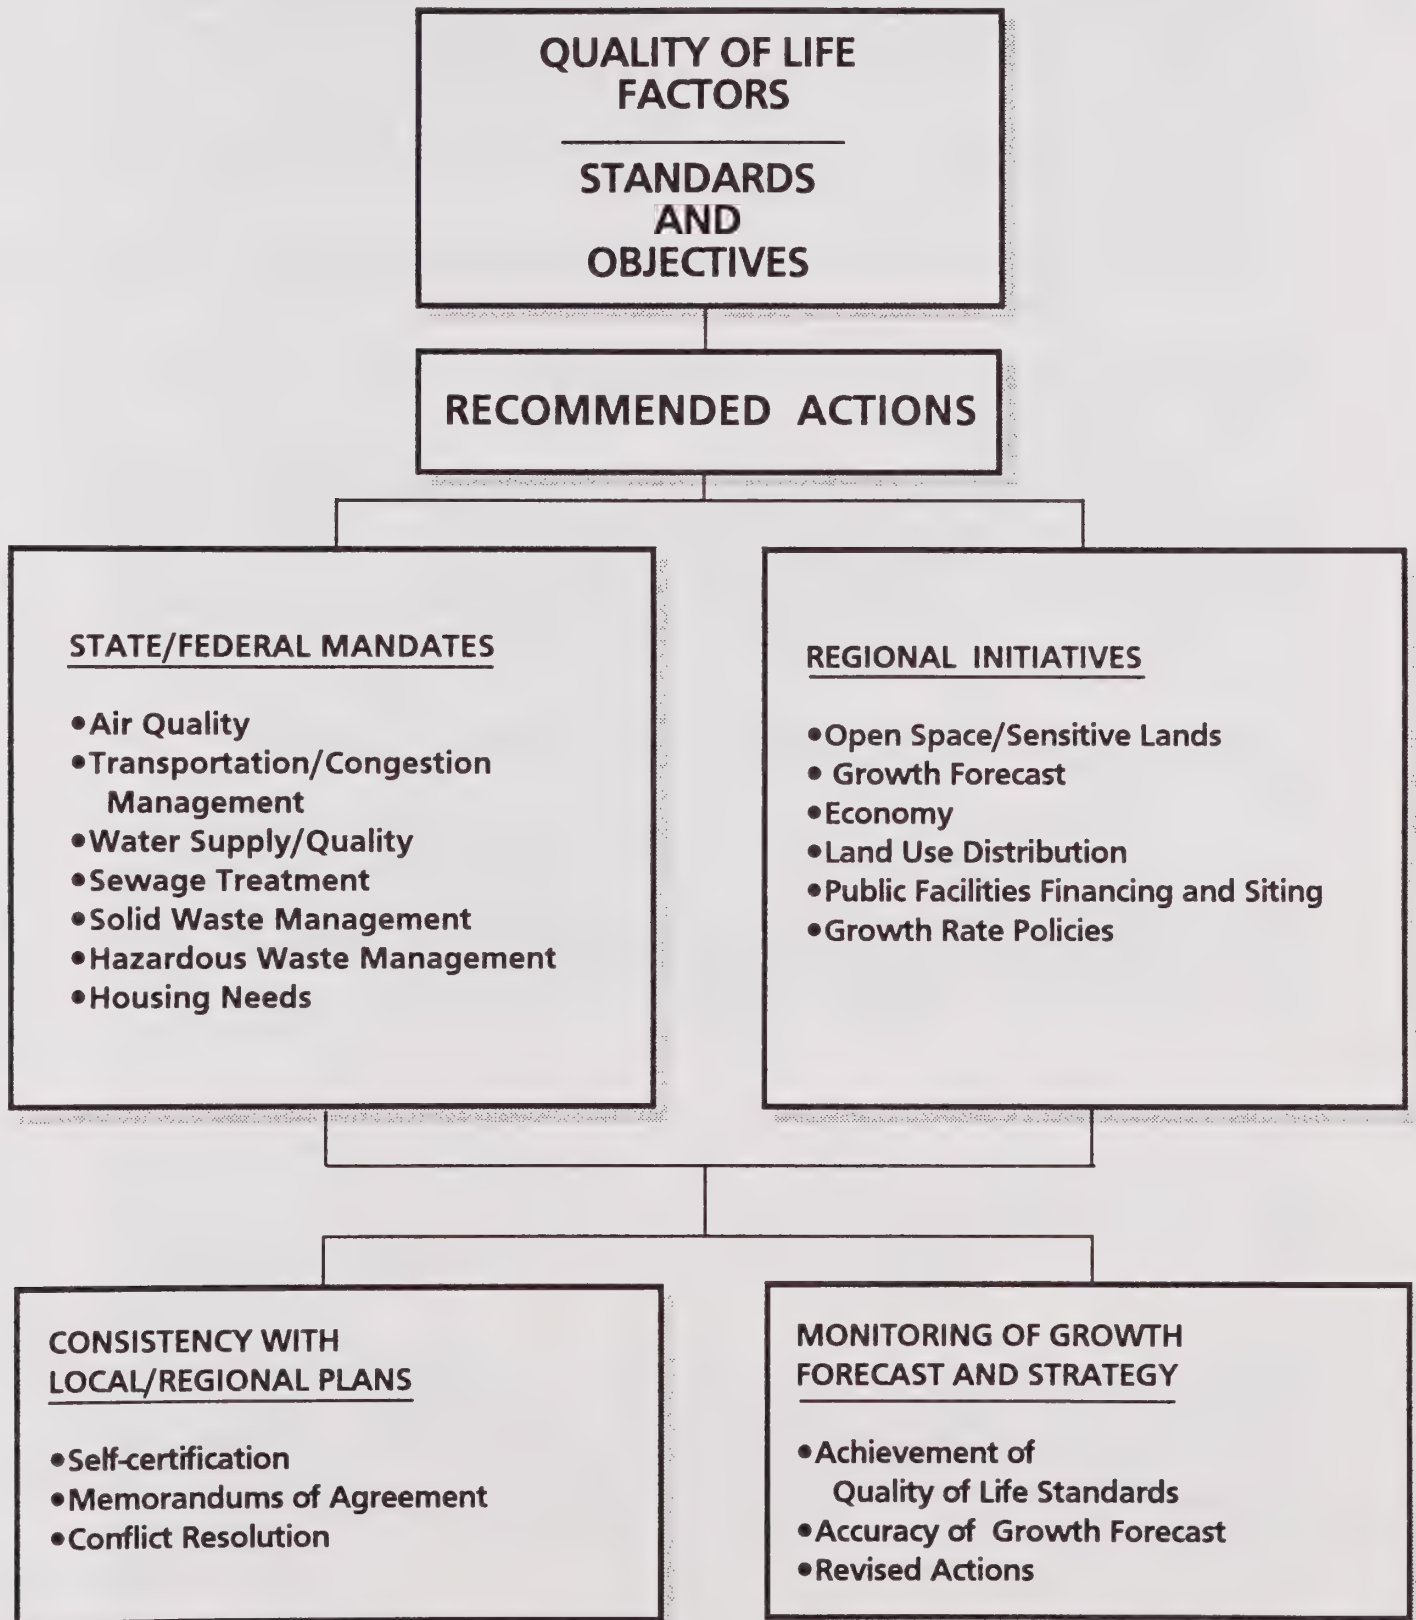 QUALITY OF LIFE
FACTORS
STANDARDS
AND
OBJECTIVES
RECOMMENDED ACTIONS
STATE/FEDERAL MANDATES
•Air Quality
•Transportation/Congestion
Management
•Water Supply/Quality
•Sewage Treatment
•Solid Waste Management
•Hazardous Waste Management
•Housing Needs
REGIONAL INITIATIVES
•Open Space/Sensitive Lands
• Growth Forecast
•Economy
•Land Use Distribution
•Public Facilities Financing and Siting
•Growth Rate Policies
CONSISTENCY WITH
LOCAL/REGIONAL PLANS
•Self-certification
•Memorandums of Agreement
•Conflict Resolution
MONITORING OF GROWTH
FORECAST AND STRATEGY
•Achievement of
Quality of Life Standards
•Accuracy of Growth Forecast
•Revised Actions